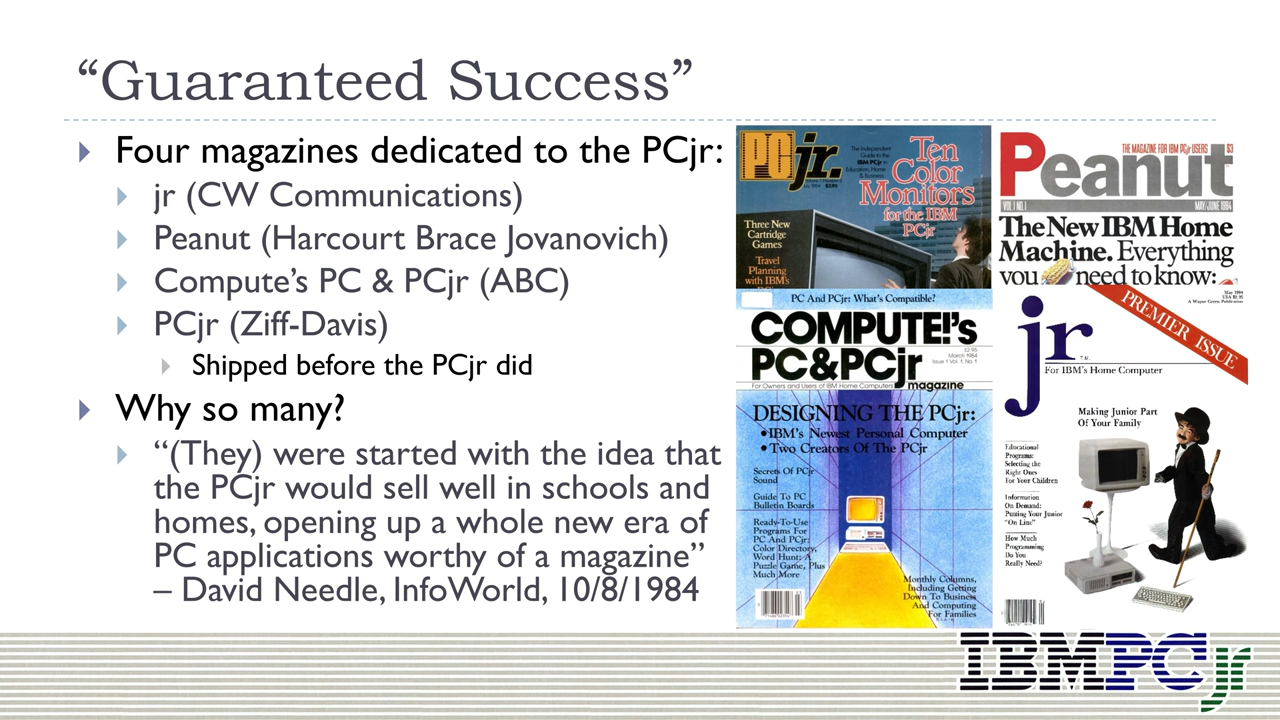 “Guaranteed Success”
Four magazines dedicated to the PCjr:
jr (CW Communications)
Peanut (Harcourt Brace Jovanovich)
Compute’s PC & PCjr (ABC)
PCjr (Ziff-Davis)
Shipped before the PCjr did
Why so many?
“(They) were started with the idea that
the PCjr would sell well in schools and
homes, opening up a whole new era of
PC applications worthy of a magazine”
– David Needle, InfoWorld, 10/8/1984
PCjr.
The Independent
Guide to the
IBM PCjr in
Education, Home
& Business
Ten
Color
Monitors
for the IBM
PCjr
Three New
Cartridge
Games
Travel
Planning
with IBM's
Peanut
THE MAGAZINE FOR IBM PCjr USERS
$3
VOL.1 NO.1
MAY/JUNE 1984
The New IBM Home
Machine. Everything
you need to know:
PC And PCjr: What's Compatible?
COMPUTE!'s
PC&PCjr
magazine
$2.95
March 1984
Issue 1 Vol. 1, No. 1
For Owners and Users of IBM Home Computers
DESIGNING THE PCjr:
•IBM's Newest Personal Computer
•Two Creators Of The PCjr
Secrets Of PCjr
Sound
Guide To PC
Bulletin Boards
Ready-To-Use
Programs For
PC And PCjr:
Color Directory,
Word Hunt: A
Puzzle Game, Plus
Much More
Monthly Columns,
Including Getting
Down To Business
And Computing
For Families
May 1984
USA $2.95
A Wayne Green Publication
PREMIER ISSUE
jr
For IBM's Home Computer
Making Junior Part
Of Your Family
Educational
Programs:
Selecting the
Right Ones
For Your Children
Information
On Demand:
Putting Your Junior
"On Line"
How Much
Programming
Do You
Really Need?
IBM PCjr